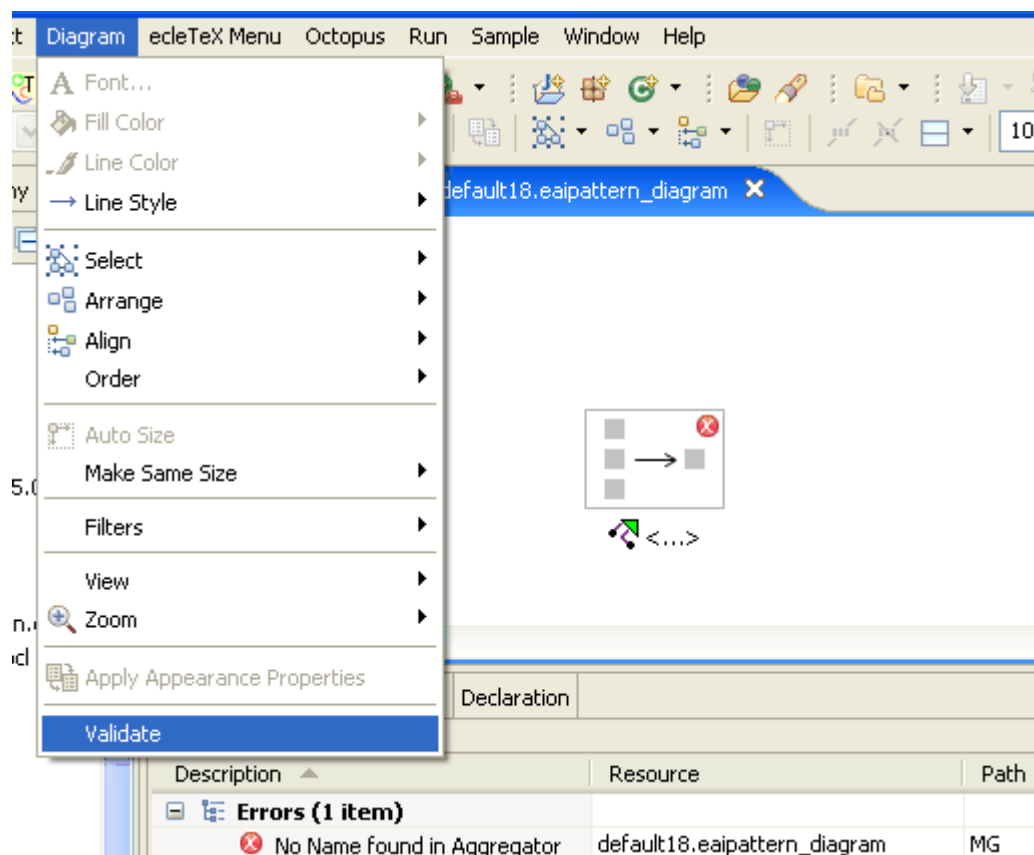 Diagram ecleTeX Menu Octopus Run Sample Window Help
Font...
Fill Color
Line Color
Line Style
default18.eaipattern_diagram
Select
Arrange
Align
Order
Auto Size
Make Same Size
5.0
Filters
<...>
View
Zoom
Apply Appearance Properties
Declaration
Validate
Description Resource Path
Errors (1 item)
No Name found in Aggregator default18.eaipattern_diagram MG